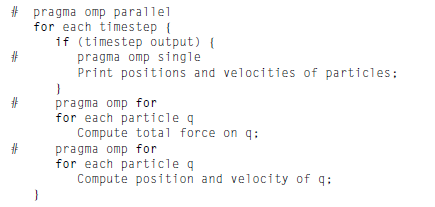 # pragma omp parallel
for each timestep {
if (timestep output) {
# pragma omp single
Print positions and velocities of particles;
}
# pragma omp for
for each particle q
Compute total force on q;
# pragma omp for
for each particle q
Compute position and velocity of q;
}